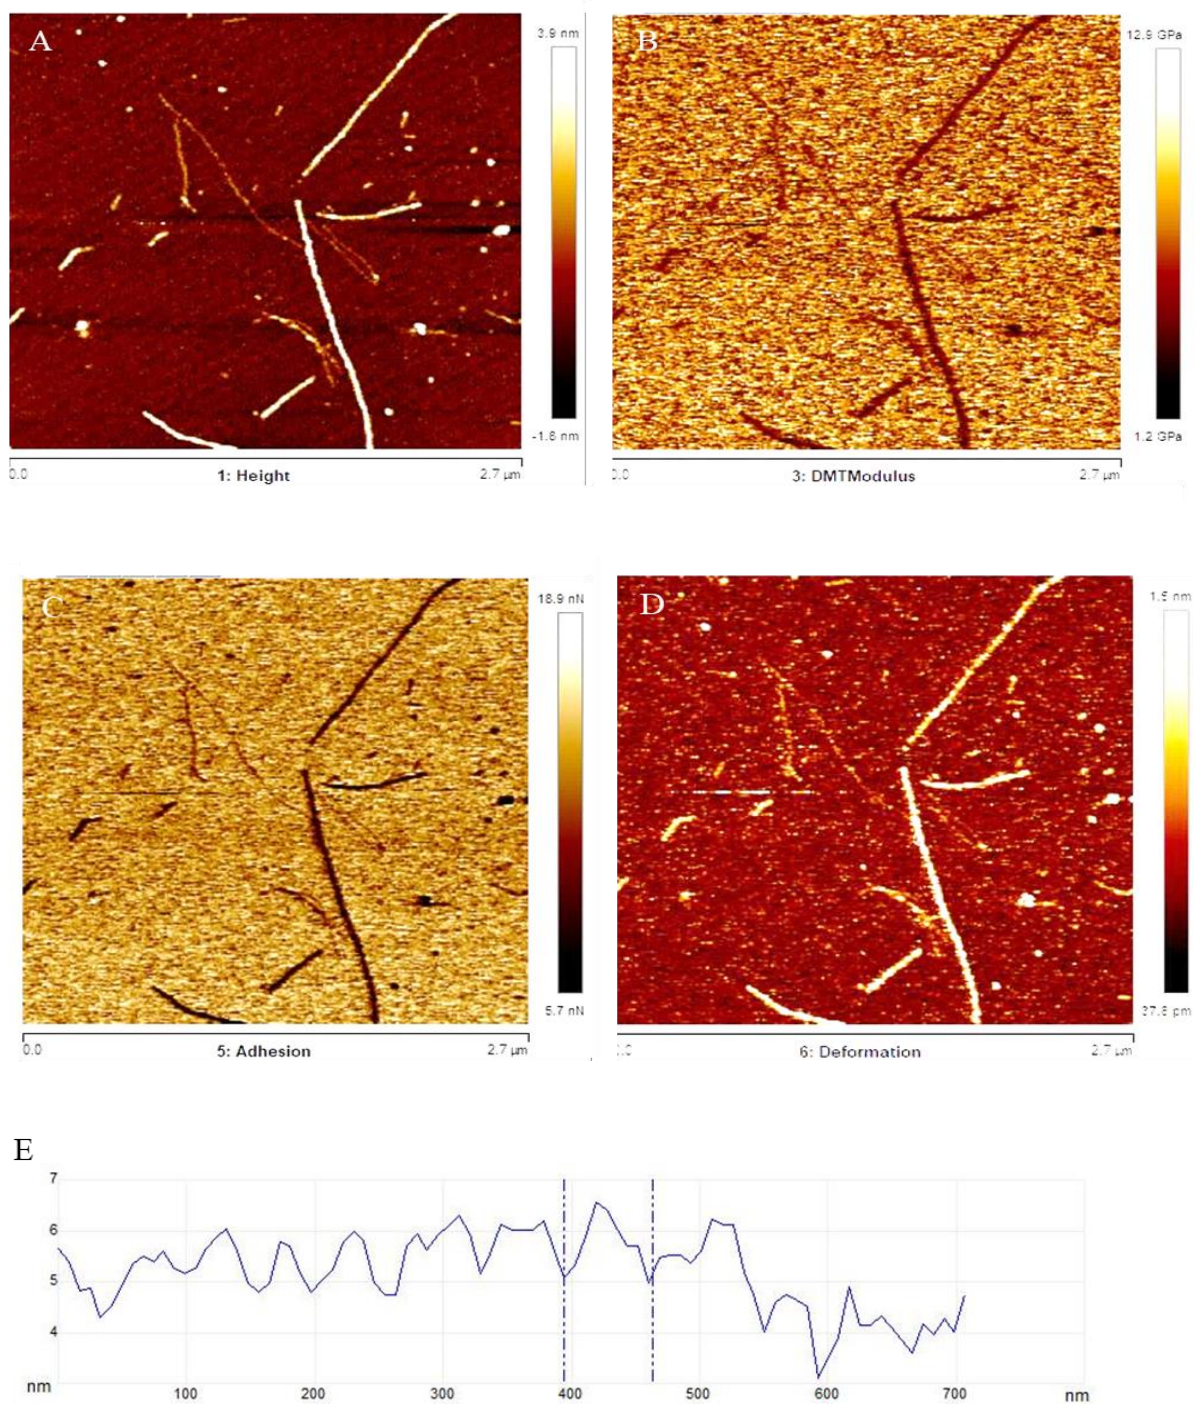 A
3.9 nm
-1.8 nm
0.0
2.7 µm
1: Height
B
12.9 GPa
1.2 GPa
0.0
2.7 µm
3: DMTModulus
C
18.9 nN
5.7 nN
0.0
2.7 µm
5: Adhesion
D
1.5 nm
37.8 pm
2.7 µm
6: Deformation
E
7
6
5
4
nm
100
200
300
400
500
600
700
nm